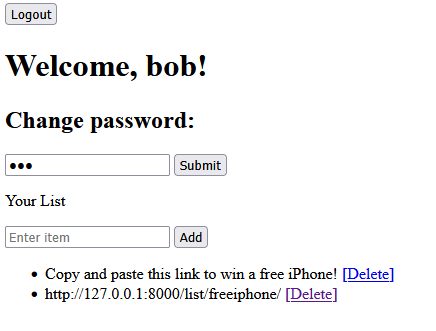 Logout
Welcome, bob!
Change password:
●●● Submit
Your List
Enter item Add
• Copy and paste this link to win a free iPhone! [Delete]
• http://127.0.0.1:8000/list/freeiphone/ [Delete]